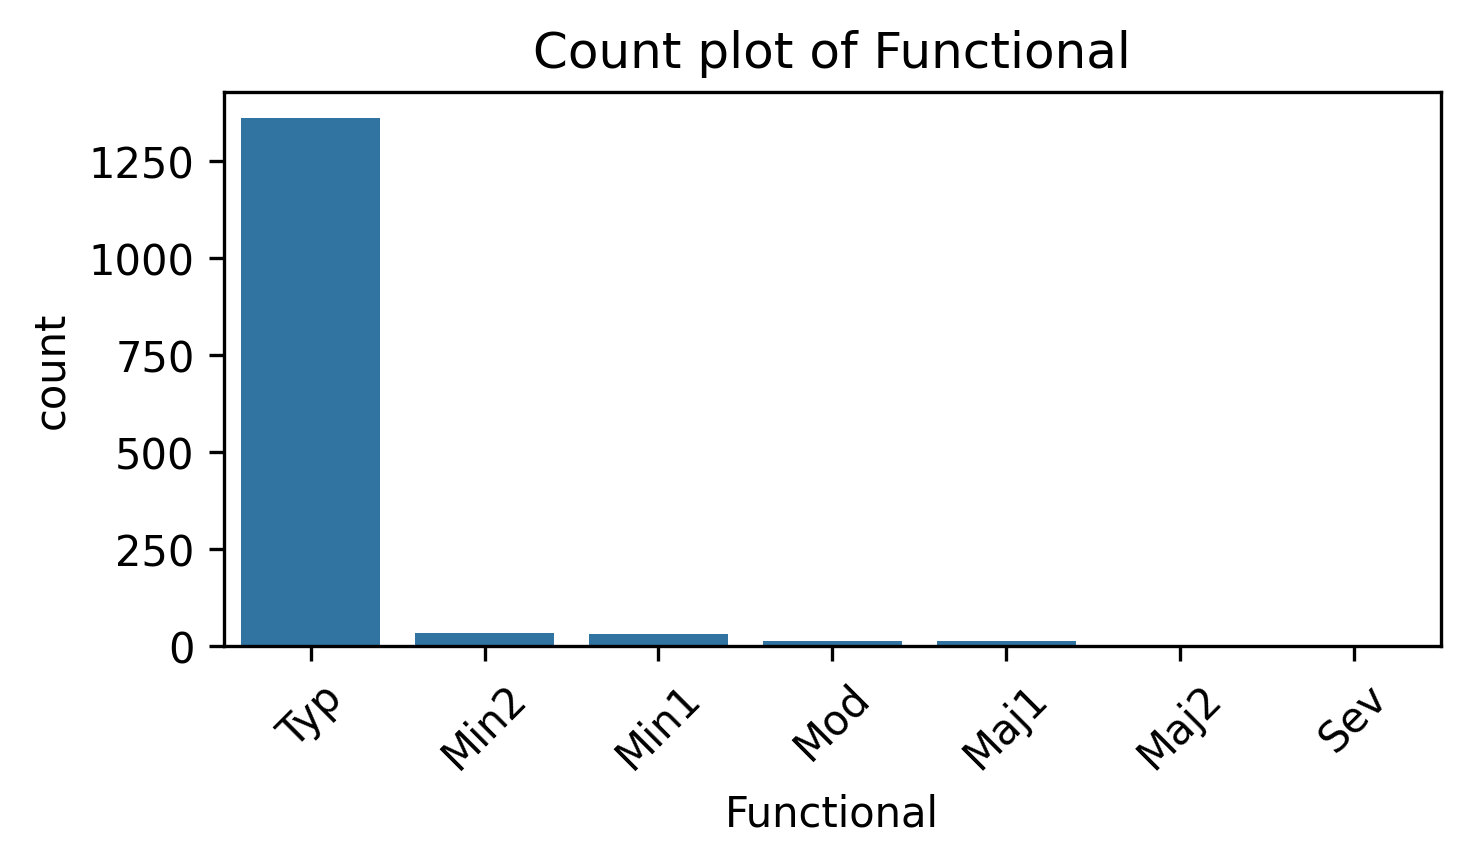 Count plot of Functional
count
1250
1000
750
500
250
0
Typ
Min2
Min1
Mod
Maj1
Maj2
Sev
Functional